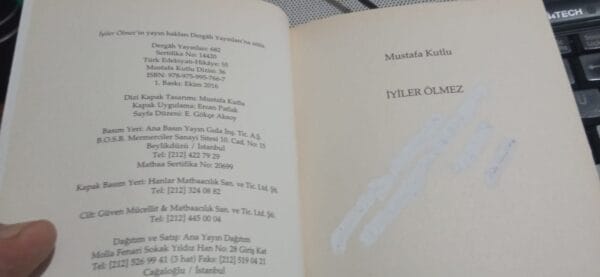 İyiler Ölmez'in yayın hakları Dergâh Yayınları'na aittir.
Dergâh Yayınları: 682
Sertifika No: 14420
Türk Edebiyatı-Hikâye: 55
Mustafa Kutlu Dizisi: 36
ISBN: 978-975-995-766-7
1. Baskı: Ekim 2016
Dizi Kapak Tasarımı: Mustafa Kutlu
Kapak Uygulama: Ercan Patlak
Sayfa Düzeni: E. Gökçe Aksoy
Basım Yeri: Ana Basın Yayın Gıda İnş. Tic. A.Ş.
B.O.S.B. Mermerciler Sanayi Sitesi 10. Cad. No: 15
Beylikdüzü / İstanbul
Tel: [212] 422 79 29
Matbaa Sertifika No: 20699
Kapak Basım Yeri: Hanlar Matbaacılık San. ve Tic. Ltd. Şti.
Tel: [212] 324 08 82
Cilt: Güven Mücellit & Matbaacılık San. ve Tic. Ltd. Şti.
Tel: [212] 445 00 04
Dağıtım ve Satış: Ana Yayın Dağıtım
Molla Fenari Sokak Yıldız Han No: 28 Giriş Kat
Tel: [212] 526 99 41 (3 hat) Faks: [212] 519 04 21
Cağaloğlu / İstanbul
Mustafa Kutlu
İYİLER ÖLMEZ
TECH